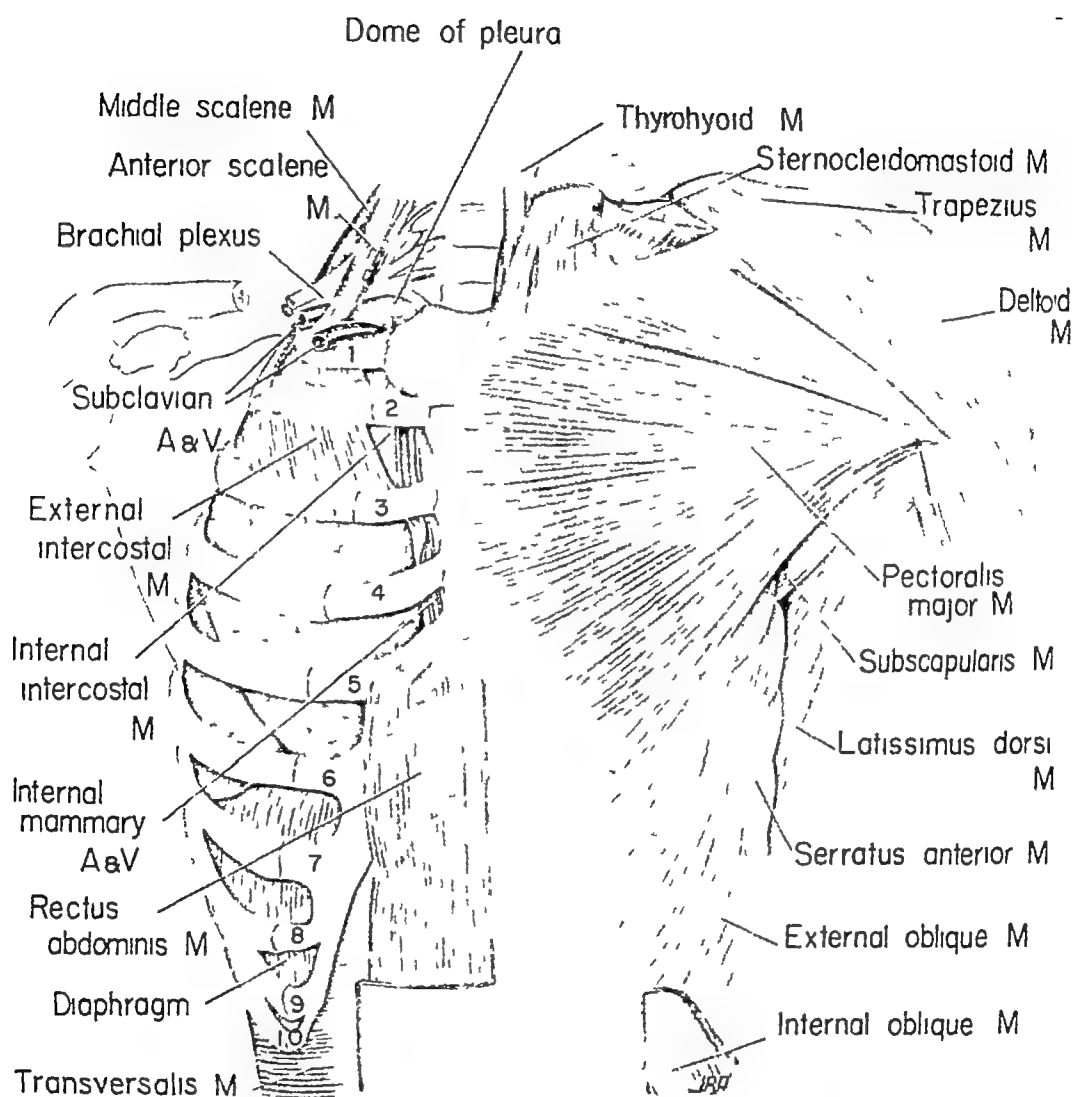 Dome of pleura
Middle scalene M
Anterior scalene
M
Brachial plexus
Subclavian
A & V
External
intercostal
M
Internal
intercostal
M
Internal
mammary
A & V
Rectus
abdominis M
Diaphragm
Transversalis M
1
2
3
4
5
6
7
8
9
10
Thyrohyoid M
Sternocleidomastoid M
Trapezius
M
Deltoid
M
Pectoralis
major M
Subscapularis M
Latissimus dorsi
M
Serratus anterior M
External oblique M
Internal oblique M